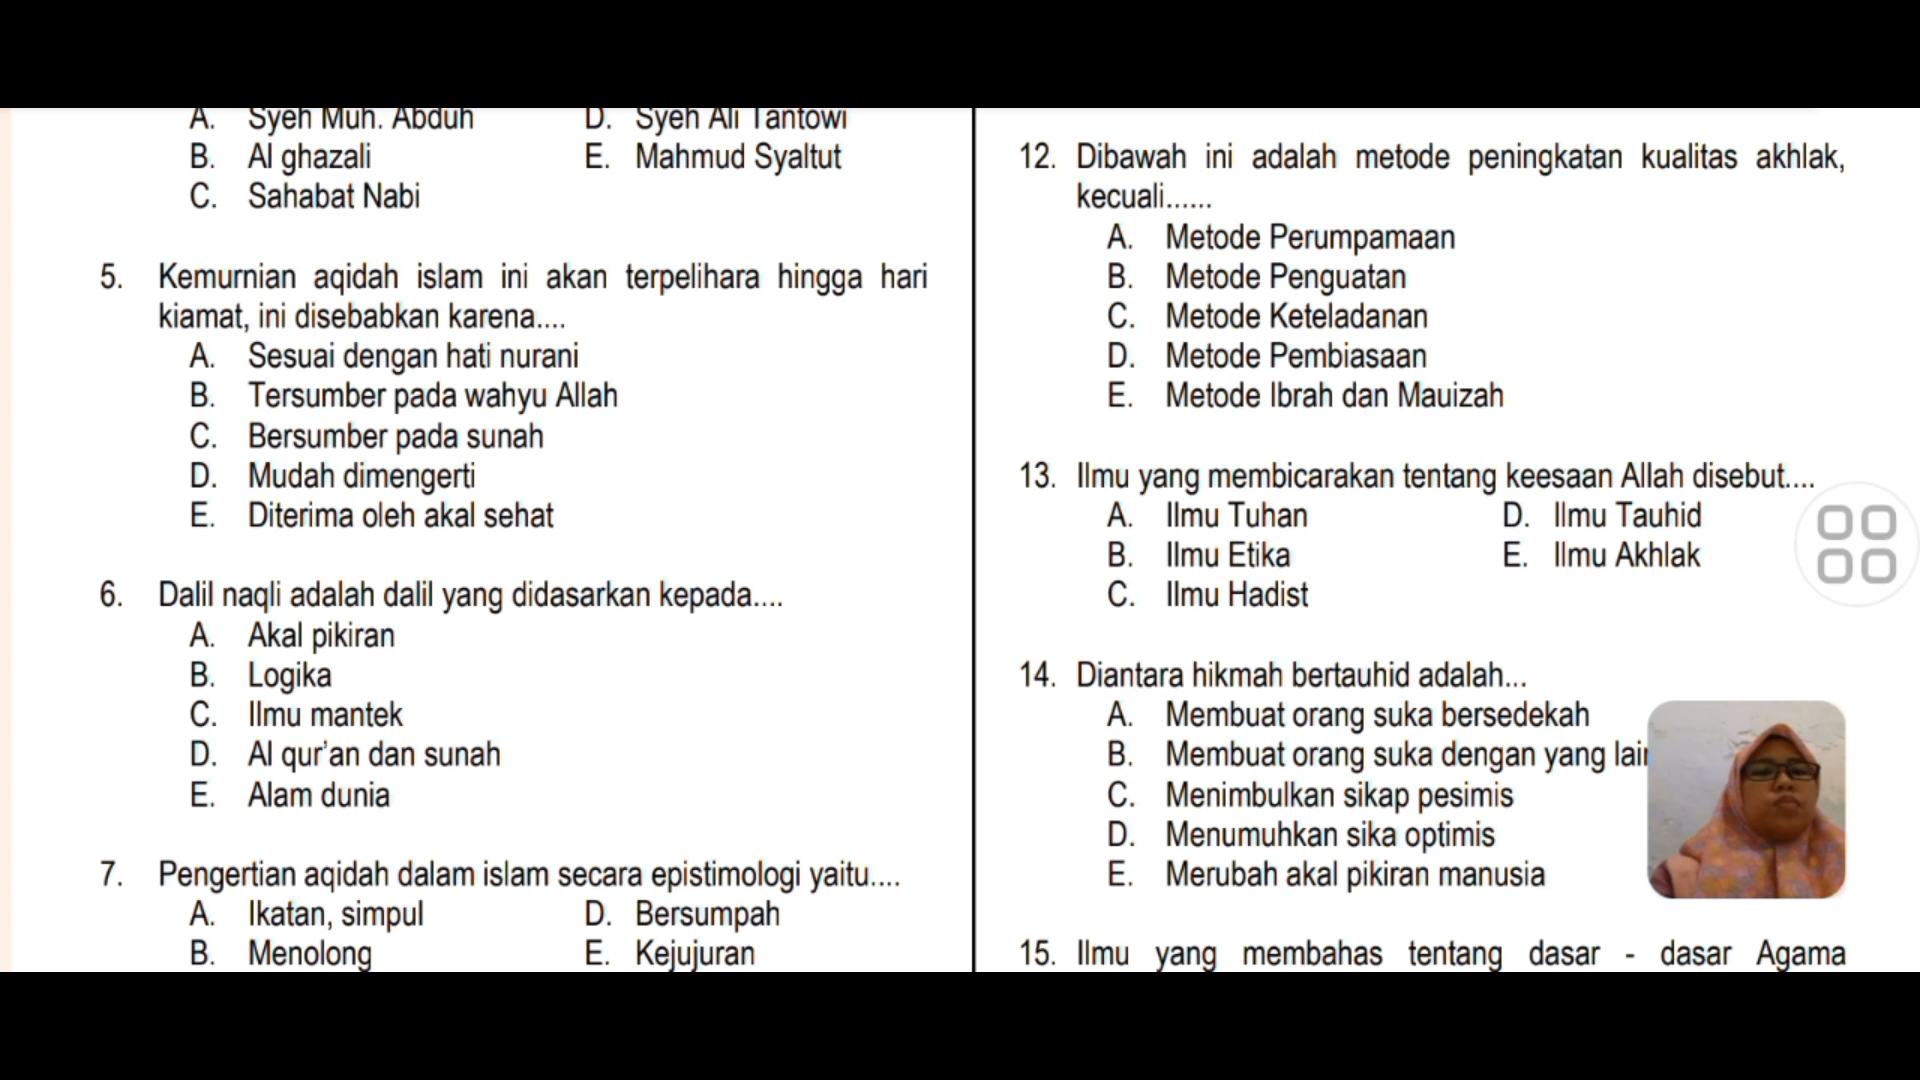 A. Syeh Muh. Abduh
D. Syeh Ali Tantowi
B. Al ghazali
E. Mahmud Syaltut
C. Sahabat Nabi
5. Kemurnian aqidah islam ini akan terpelihara hingga hari
kiamat, ini disebabkan karena....
A. Sesuai dengan hati nurani
B. Tersumber pada wahyu Allah
C. Bersumber pada sunah
D. Mudah dimengerti
E. Diterima oleh akal sehat
6. Dalil naqli adalah dalil yang didasarkan kepada....
A. Akal pikiran
B. Logika
C. Ilmu mantek
D. Al qur'an dan sunah
E. Alam dunia
7. Pengertian aqidah dalam islam secara epistimologi yaitu....
A. Ikatan, simpul
D. Bersumpah
B. Menolong
E. Kejujuran
12. Dibawah ini adalah metode peningkatan kualitas akhlak,
kecuali......
A. Metode Perumpamaan
B. Metode Penguatan
C. Metode Keteladanan
D. Metode Pembiasaan
E. Metode Ibrah dan Mauizah
13. Ilmu yang membicarakan tentang keesaan Allah disebut....
A. Ilmu Tuhan
D. Ilmu Tauhid
B. Ilmu Etika
E. Ilmu Akhlak
C. Ilmu Hadist
14. Diantara hikmah bertauhid adalah...
A. Membuat orang suka bersedekah
B. Membuat orang suka dengan yang
C. Menimbulkan sikap pesimis
D. Menumuhkan sika optimis
E. Merubah akal pikiran manusia
15. Ilmu yang membahas tentang dasar - dasar Agama